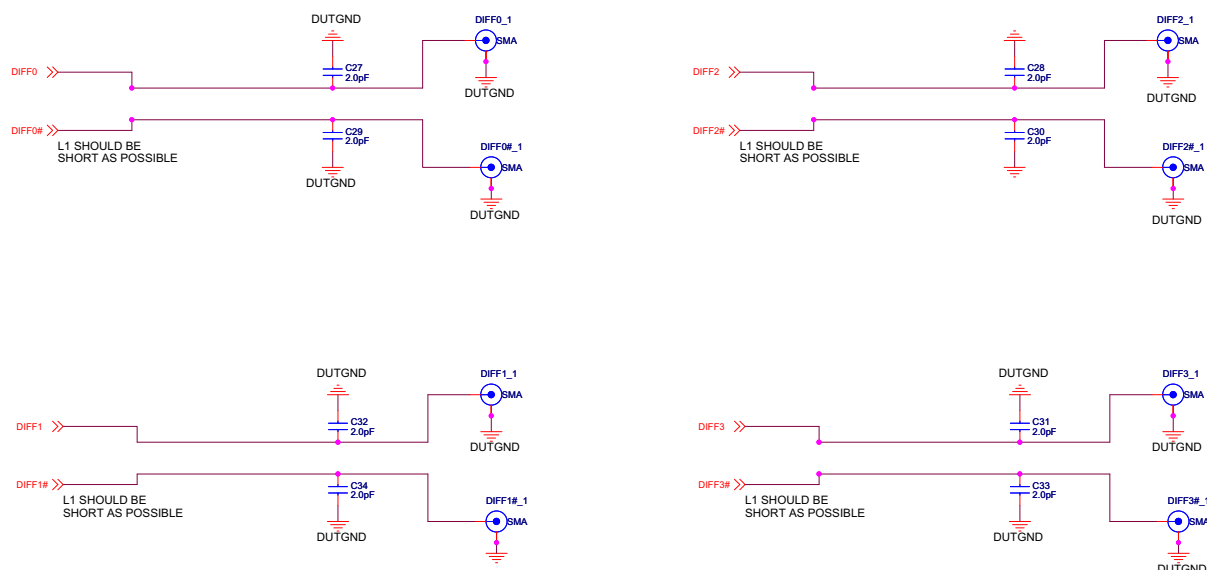 DUTGND
DIFF0_1
SMA
DIFF0
C27
2.0pF
DUTGND
DIFF0#
C29
2.0pF
L1 SHOULD BE
SHORT AS POSSIBLE
DIFF0#_1
SMA
DUTGND
DUTGND
DIFF2_1
SMA
DIFF2
C28
2.0pF
DUTGND
DIFF2#
C30
2.0pF
L1 SHOULD BE
SHORT AS POSSIBLE
DIFF2#_1
SMA
DUTGND
DUTGND
DIFF1_1
SMA
DIFF1
C32
2.0pF
DUTGND
DIFF1#
C34
2.0pF
L1 SHOULD BE
SHORT AS POSSIBLE
DIFF1#_1
SMA
DUTGND
DUTGND
DIFF3_1
SMA
DIFF3
C31
2.0pF
DUTGND
DIFF3#
C33
2.0pF
L1 SHOULD BE
SHORT AS POSSIBLE
DIFF3#_1
SMA
DUTGND
DUTGND